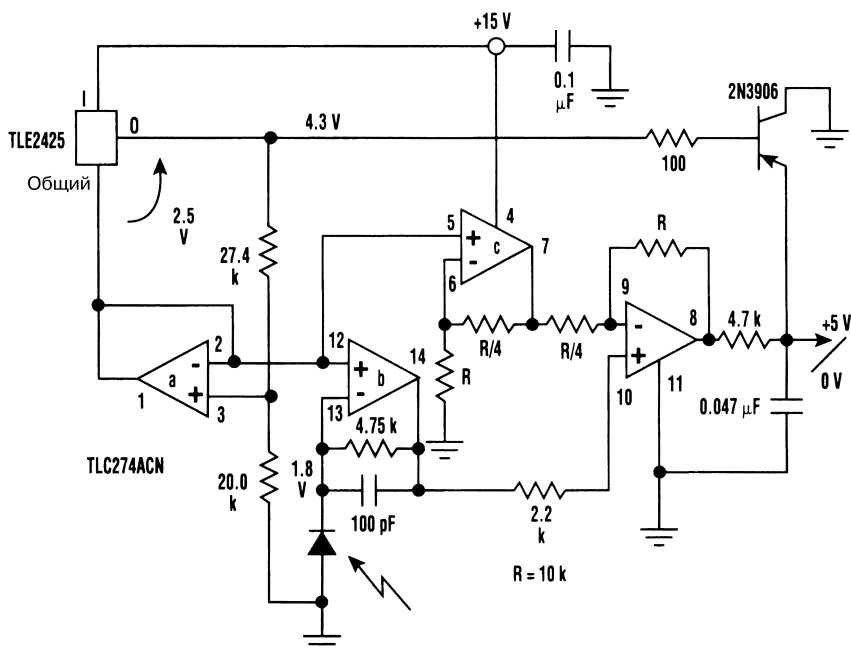 +15 V
0.1
μF
2N3906
I
TLE2425
O
4.3 V
100
Общий
2.5
V
27.4
k
5
+
c
4
-
6
7
R
9
2
-
a
+
1
3
12
14
+
b
-
13
R/4
R/4
R
-
+
8
4.7 k
+5 V
0 V
10
11
4.75 k
0.047 μF
TLC274ACN
20.0
k
1.8
V
100 pF
2.2
k
R = 10 k